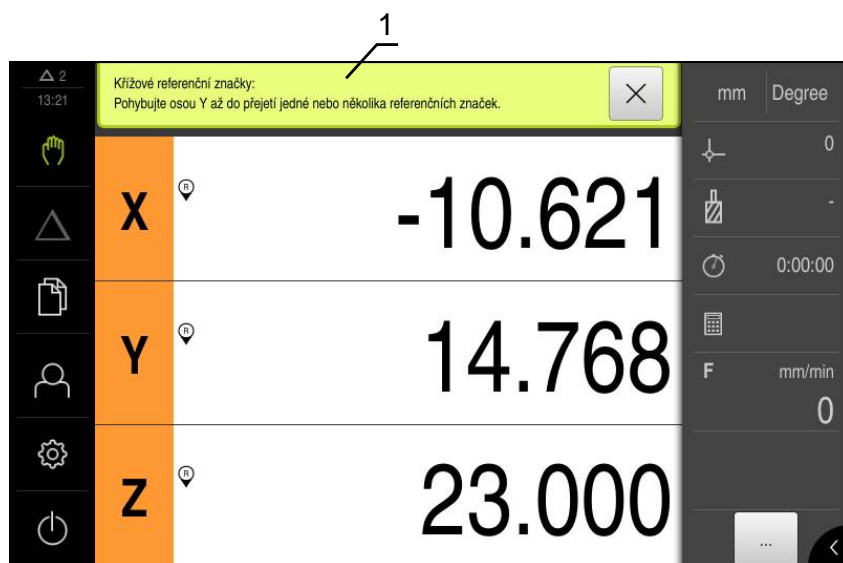 1
2
13:21
Křížové referenční značky:
Pohybujte osou Y až do přejetí jedné nebo několika referenčních značek.
mm Degree
0
-
0:00:00
F mm/min
0
X R -10.621
Y R 14.768
Z R 23.000
...